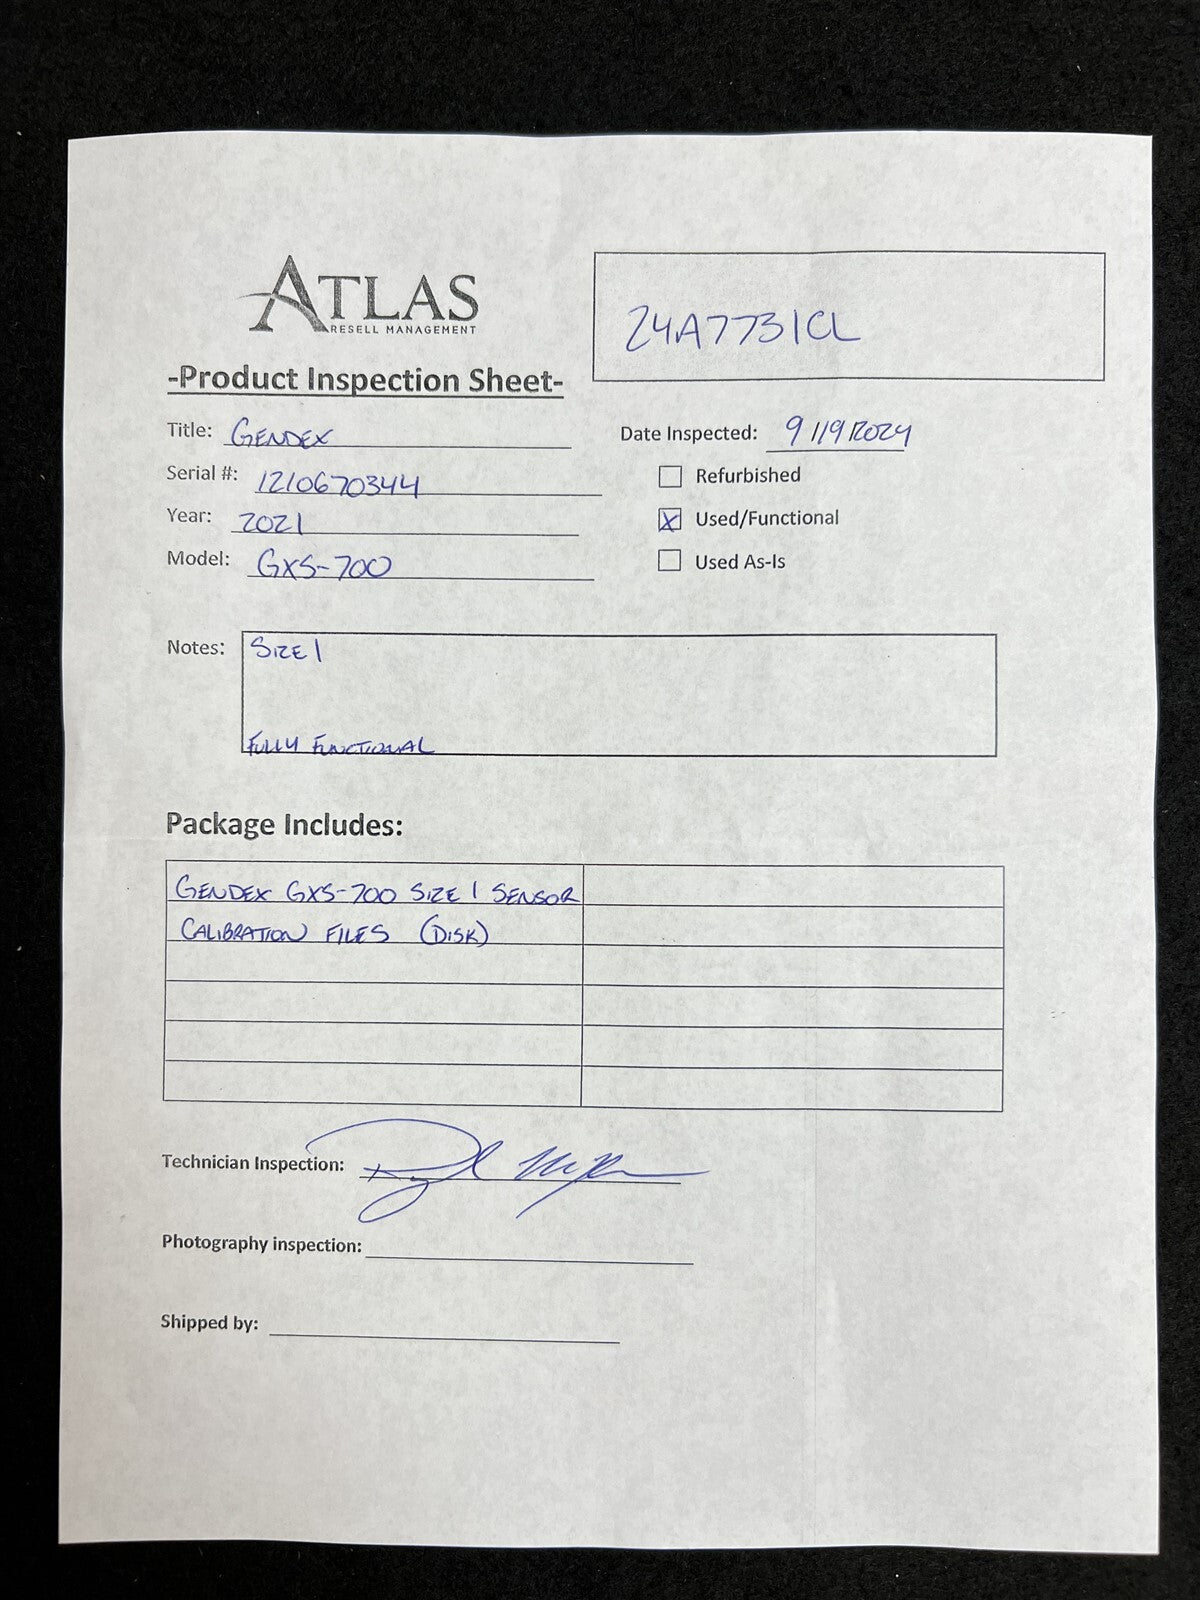 ATLAS
RESELL MANAGEMENT
24A7731CL
-Product Inspection Sheet-
Title: GENDEX
Date Inspected: 9/19/2024
Serial #: 1210670344
Refurbished
Year: 2021
X Used/Functional
Model: GXS-700
Used As-Is
Notes: SIZE 1
FULLY FUNCTIONAL
Package Includes:
GENDEX GXS-700 SIZE 1 SENSOR
CALIBRATION FILES (DISK)
Technician Inspection:
Photography inspection:
Shipped by: